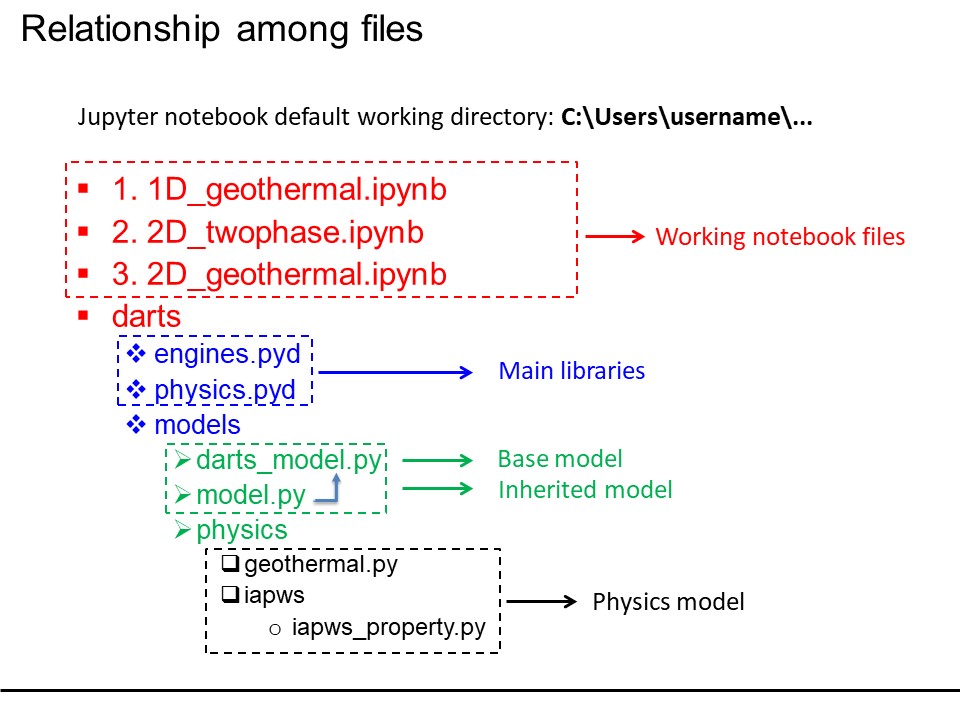 Relationship among files
Jupyter notebook default working directory: C:\Users\username\...
1. 1D_geothermal.ipynb
2. 2D_twophase.ipynb
3. 2D_geothermal.ipynb
Working notebook files
darts
engines.pyd
physics.pyd
Main libraries
models
darts_model.py
Base model
model.py
Inherited model
physics
geothermal.py
iapws
iapws_property.py
Physics model